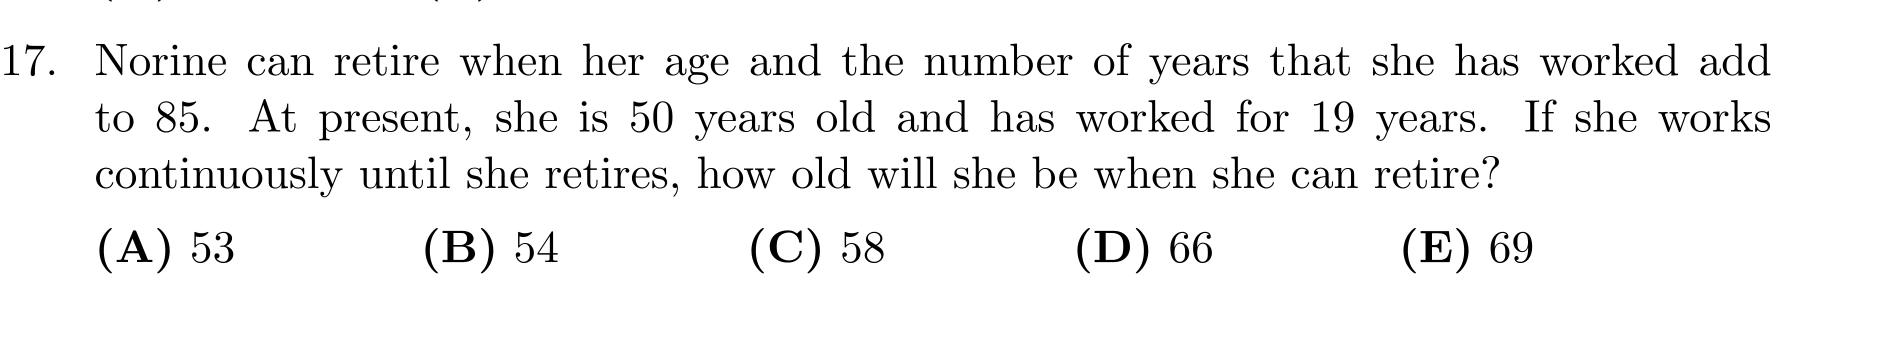 17. Norine can retire when her age and the number of years that she has worked add
to 85. At present, she is 50 years old and has worked for 19 years. If she works
continuously until she retires, how old will she be when she can retire?
(A) 53 (B) 54 (C) 58 (D) 66 (E) 69